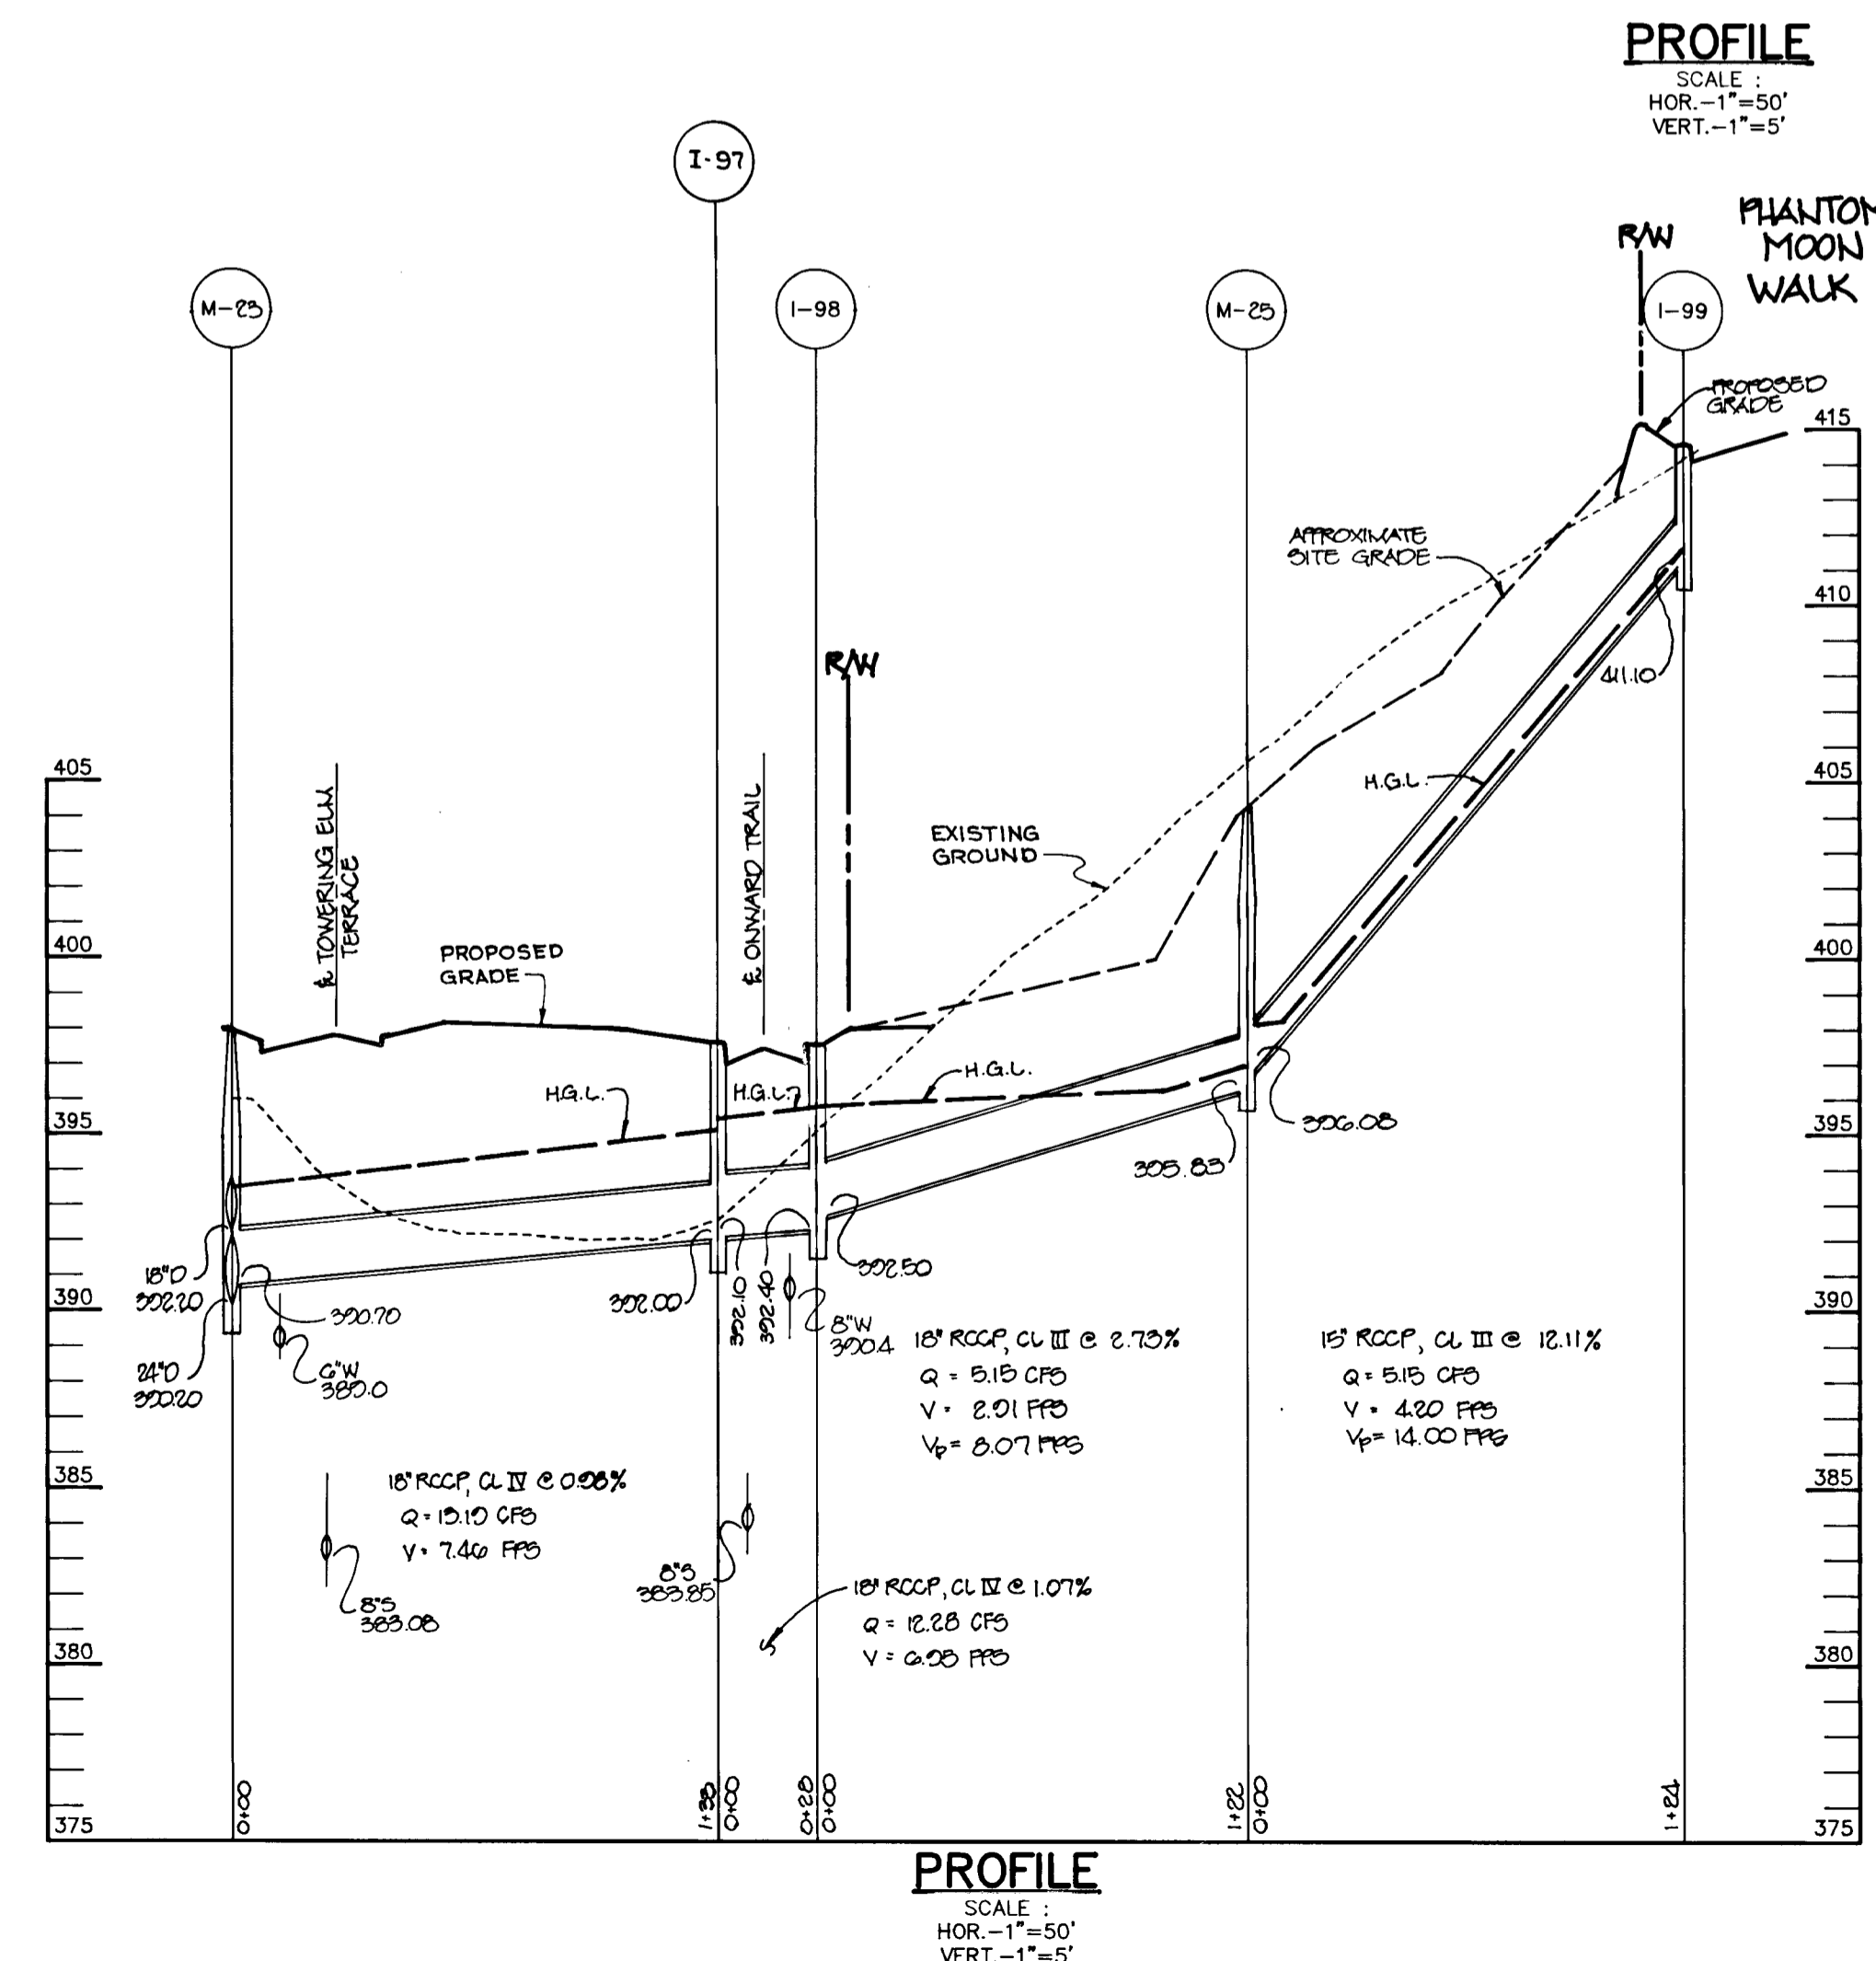 PROFILE
SCALE :
HOR.-1"=50'
VERT.-1"=5'
I-97
PHANTOM
MOON
WALK
R/W
M-23
I-98
M-25
I-99
PROPOSED
GRADE
415
APPROXIMATE
SITE GRADE
410
411.10
R/W
405
405
H.G.L.
℄ TOWERING ELM
TERRACE
℄ ONWARD TRAIL
EXISTING
GROUND
400
400
PROPOSED
GRADE
H.G.L.
H.G.L.
H.G.L.
395
395
396.08
395.83
18"D
392.20
390.70
392.00
392.10
392.40
392.50
390
390
24"D
390.20
6"W
389.0
8"W
390.4
18" RCCP, CL III @ 2.73%
Q = 5.15 CFS
V = 2.91 FPS
Vp = 8.07 FPS
15" RCCP, CL III @ 12.11%
Q = 5.15 CFS
V = 4.20 FPS
Vp = 14.00 FPS
385
385
18" RCCP, CL IV @ 0.98%
Q = 13.19 CFS
V = 7.46 FPS
8"S
383.08
8"S
383.85
18" RCCP, CL IV @ 1.07%
Q = 12.28 CFS
V = 6.95 FPS
380
380
375
0+00
1+38
0+00
0+28
0+00
1+22
0+00
1+24
375
PROFILE
SCALE :
HOR.-1"=50'
VERT.-1"=5'